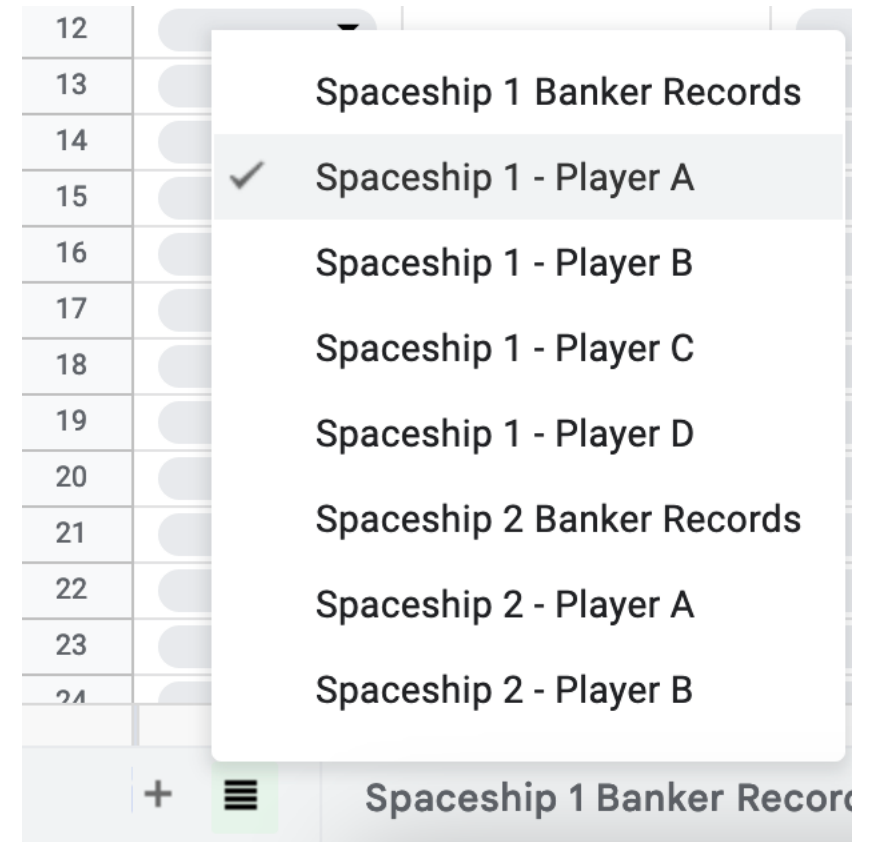 12
13
14
15
16
17
18
19
20
21
22
23
24
Spaceship 1 Banker Records
Spaceship 1 - Player A
Spaceship 1 - Player B
Spaceship 1 - Player C
Spaceship 1 - Player D
Spaceship 2 Banker Records
Spaceship 2 - Player A
Spaceship 2 - Player B
+
Spaceship 1 Banker Recor